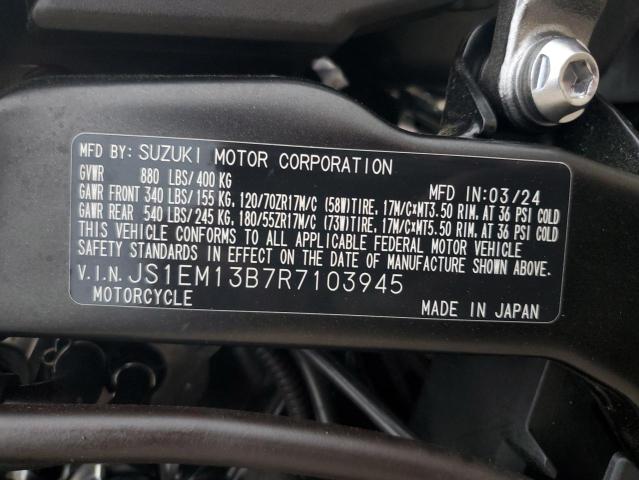 MFD BY: SUZUKI MOTOR CORPORATION
GVWR 880 LBS/400 KG MFD IN:03/24
GAWR FRONT 340 LBS/155 KG, 120/70ZR17M/C (58W)TIRE, 17M/C×MT3.50 RIM, AT 36 PSI COLD
GAWR REAR 540 LBS/245 KG, 180/55ZR17M/C (73W)TIRE, 17M/C×MT5.50 RIM, AT 36 PSI COLD
THIS VEHICLE CONFORMS TO ALL APPLICABLE FEDERAL MOTOR VEHICLE
SAFETY STANDARDS IN EFFECT ON THE DATE OF MANUFACTURE SHOWN ABOVE.
V.I.N. JS1EM13B7R7103945
MOTORCYCLE MADE IN JAPAN